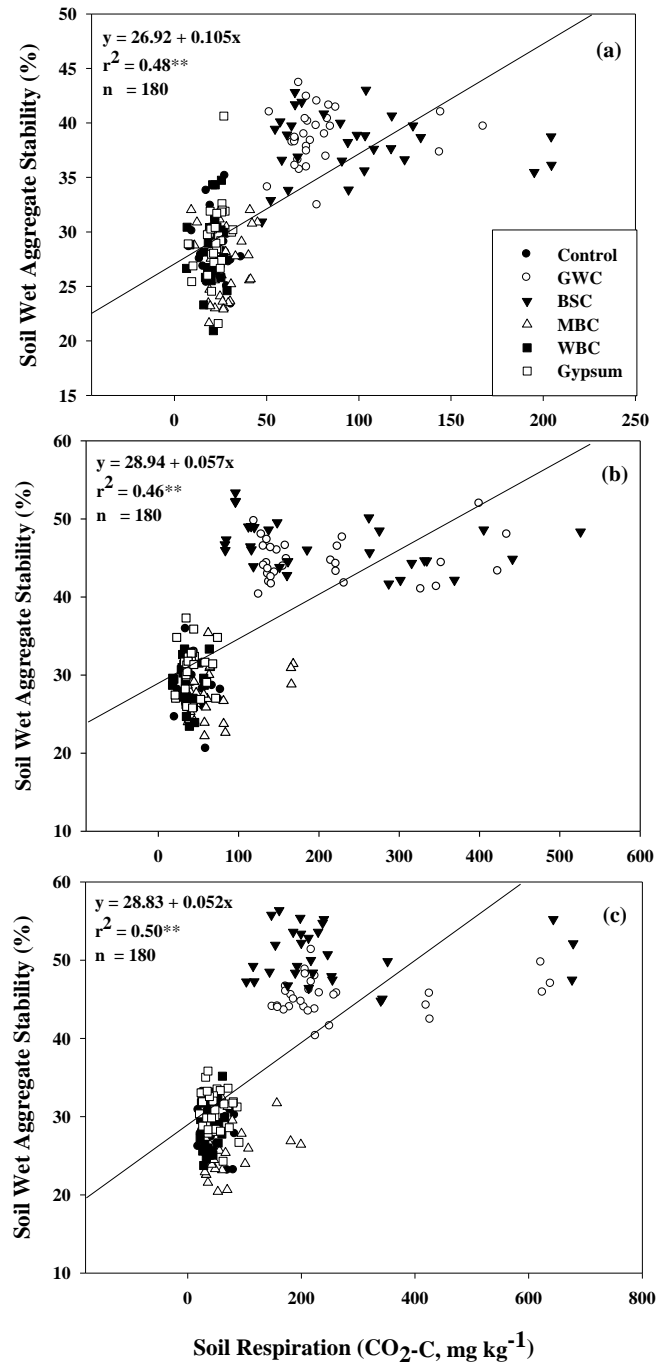 y = 26.92 + 0.105x
r² = 0.48**
n = 180
(a)
50
45
40
35
30
25
20
15
Soil Wet Aggregate Stability (%)
Control
GWC
BSC
MBC
WBC
Gypsum
0 50 100 150 200 250
y = 28.94 + 0.057x
r² = 0.46**
n = 180
(b)
60
50
40
30
20
10
Soil Wet Aggregate Stability (%)
0 100 200 300 400 500 600
y = 28.83 + 0.052x
r² = 0.50**
n = 180
(c)
60
50
40
30
20
10
Soil Wet Aggregate Stability (%)
0 200 400 600 800
Soil Respiration (CO₂-C, mg kg⁻¹)